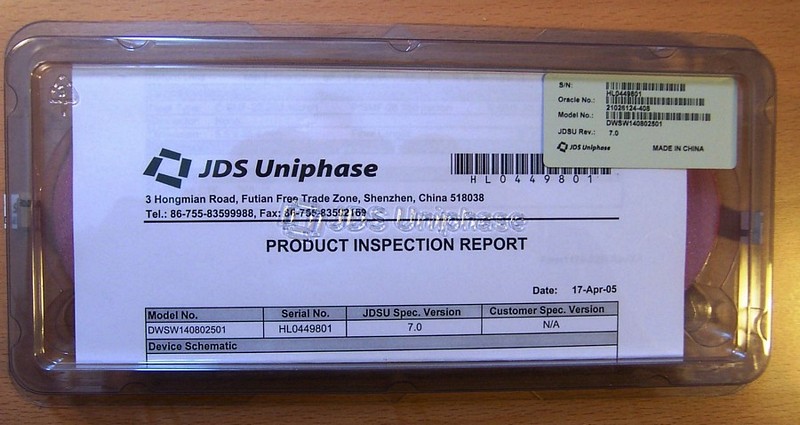 S/N:
HL0449801
Oracle No.:
21026124-408
Model No.:
DWSW140802501
JDSU Rev.: 7.0
JDS Uniphase MADE IN CHINA
JDS Uniphase
HL0449801
3 Hongmian Road, Futian Free Trade Zone, Shenzhen, China 518038
Tel.: 86-755-83599988, Fax: 86-755-83592169
JDS Uniphase
PRODUCT INSPECTION REPORT
Date: 17-Apr-05
Model No. Serial No. JDSU Spec. Version Customer Spec. Version
DWSW140802501 HL0449801 7.0 N/A
Device Schematic